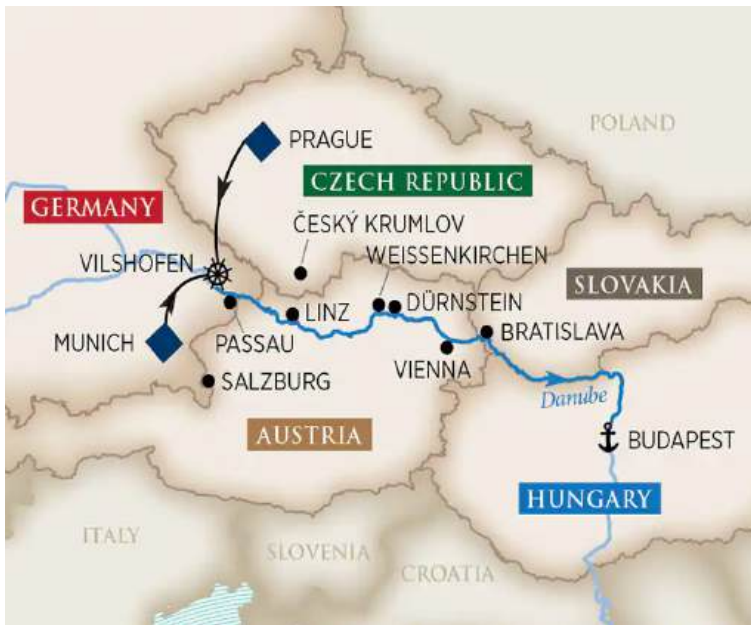 POLAND
PRAGUE
CZECH REPUBLIC
GERMANY
ČESKÝ KRUMLOV
WEISSENKIRCHEN
VILSHOFEN
SLOVAKIA
LINZ
DÜRNSTEIN
BRATISLAVA
MUNICH
PASSAU
VIENNA
SALZBURG
Danube
AUSTRIA
BUDAPEST
HUNGARY
ITALY
SLOVENIA
CROATIA